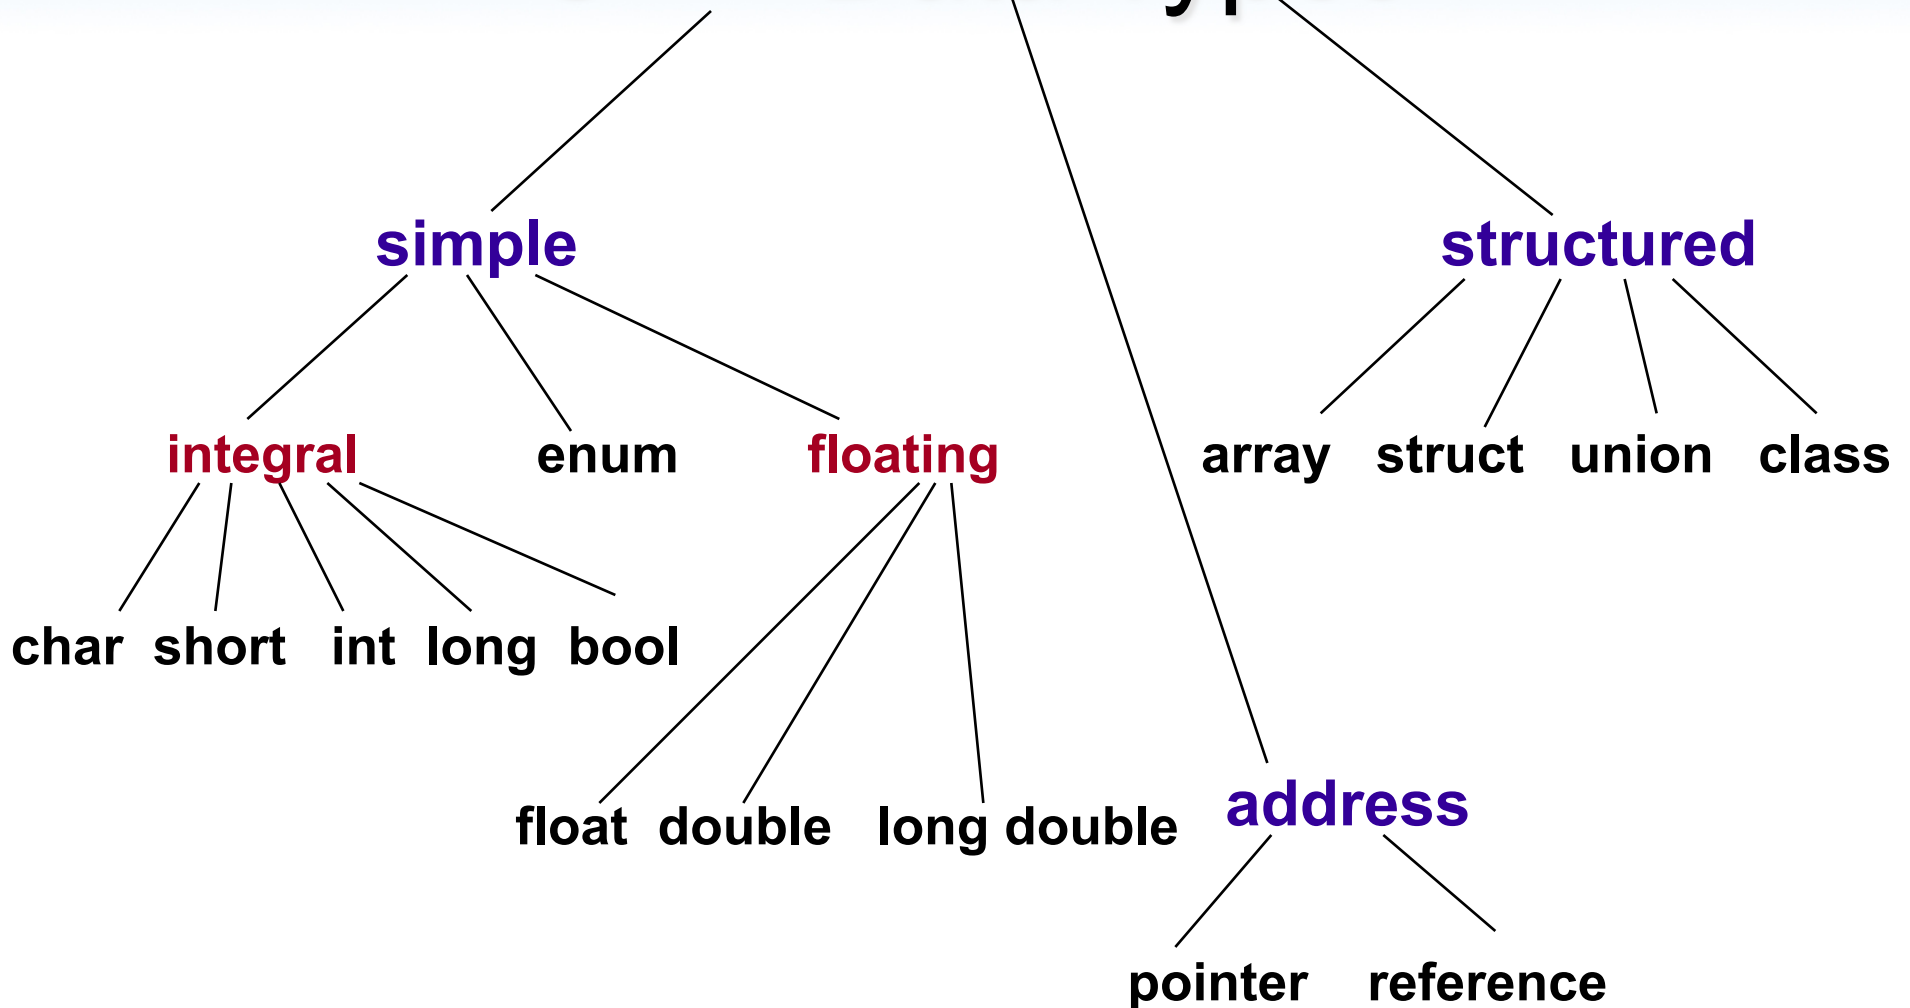 simple structured
integral enum floating array struct union class
char short int long bool
float double long double address
pointer reference